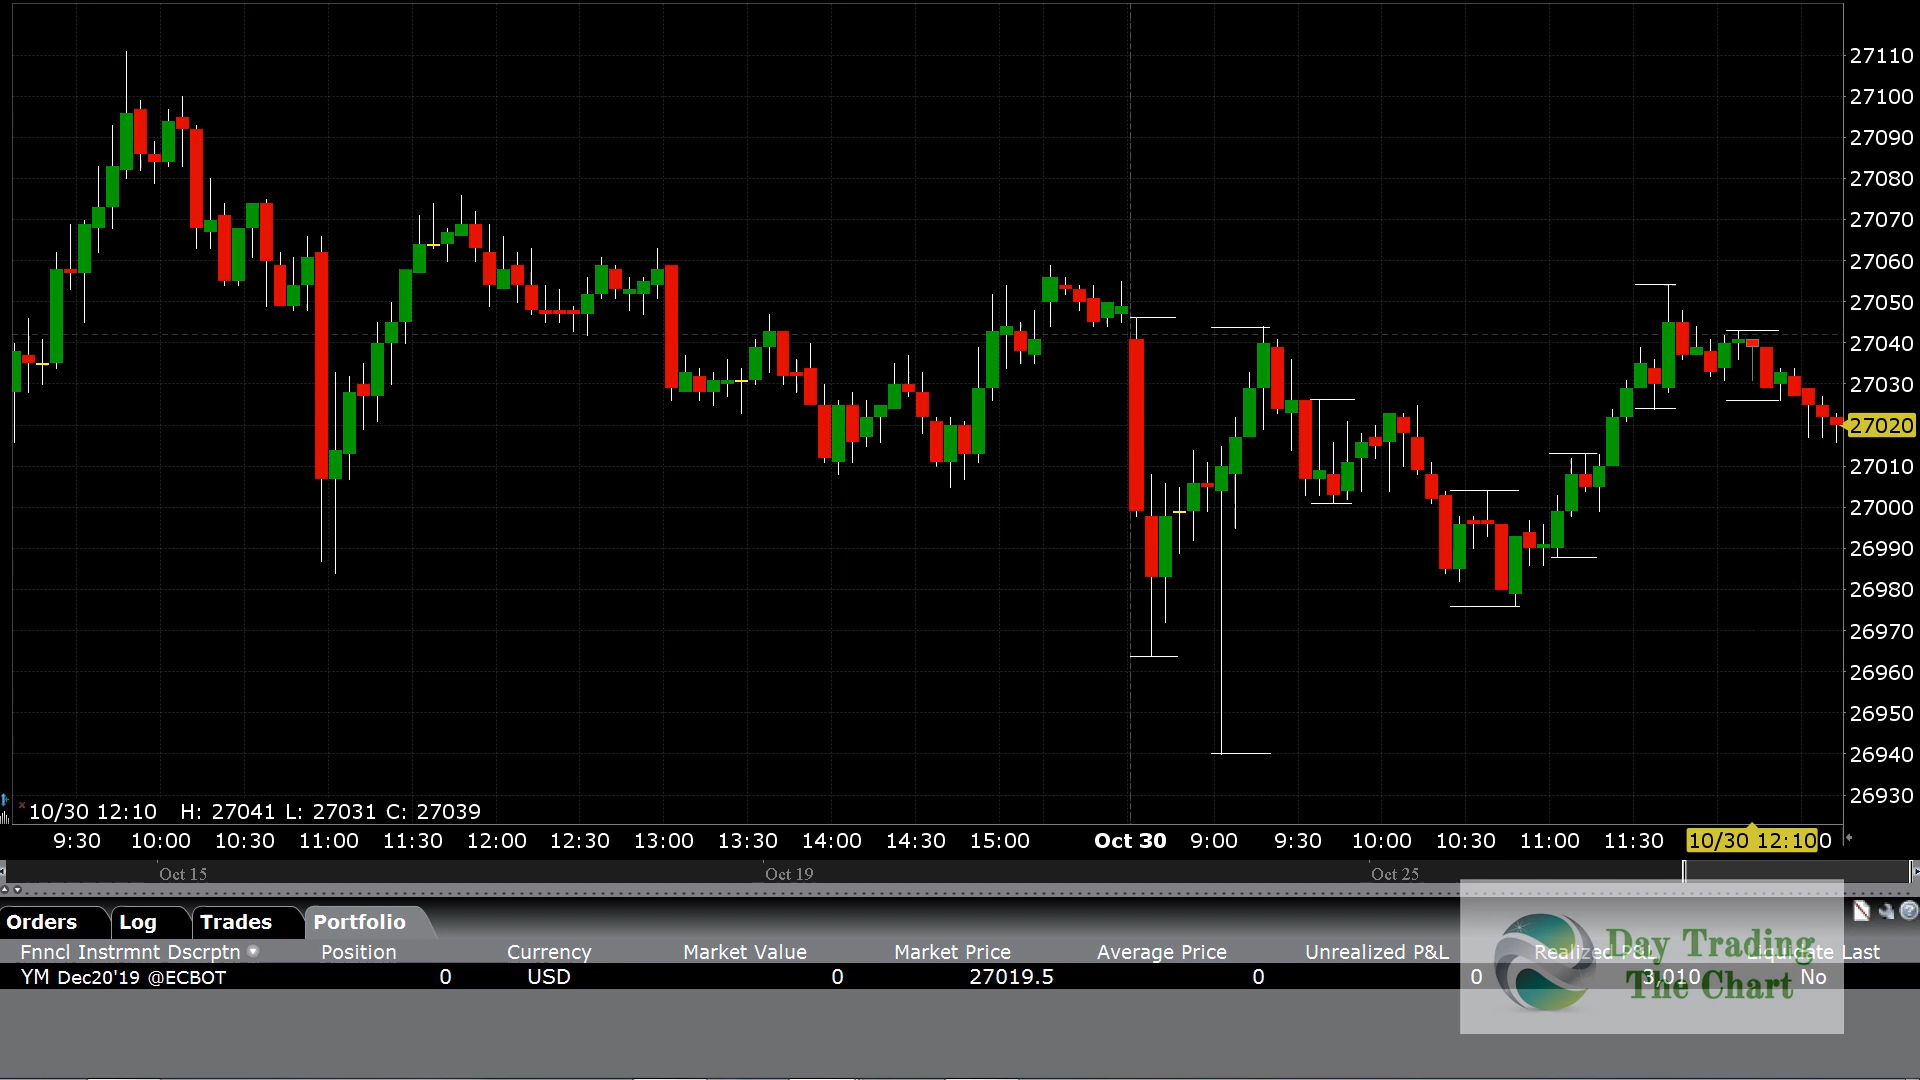 27110
27100
27090
27080
27070
27060
27050
27040
27030
27020
27010
27000
26990
26980
26970
26960
26950
26940
26930
10/30 12:10 H: 27041 L: 27031 C: 27039
9:30 10:00 10:30 11:00 11:30 12:00 12:30 13:00 13:30 14:00 14:30 15:00 Oct 30 9:00 9:30 10:00 10:30 11:00 11:30 10/30 12:10 0
Oct 15 Oct 19 Oct 25
Orders Log Trades Portfolio
Fnncl Instrmnt Dscrptn Position Currency Market Value Market Price Average Price Unrealized P&L Realized P&L Liquidate Last
YM Dec20'19 @ECBOT 0 USD 0 27019.5 0 0 3,010 No
Day Trading
The Chart